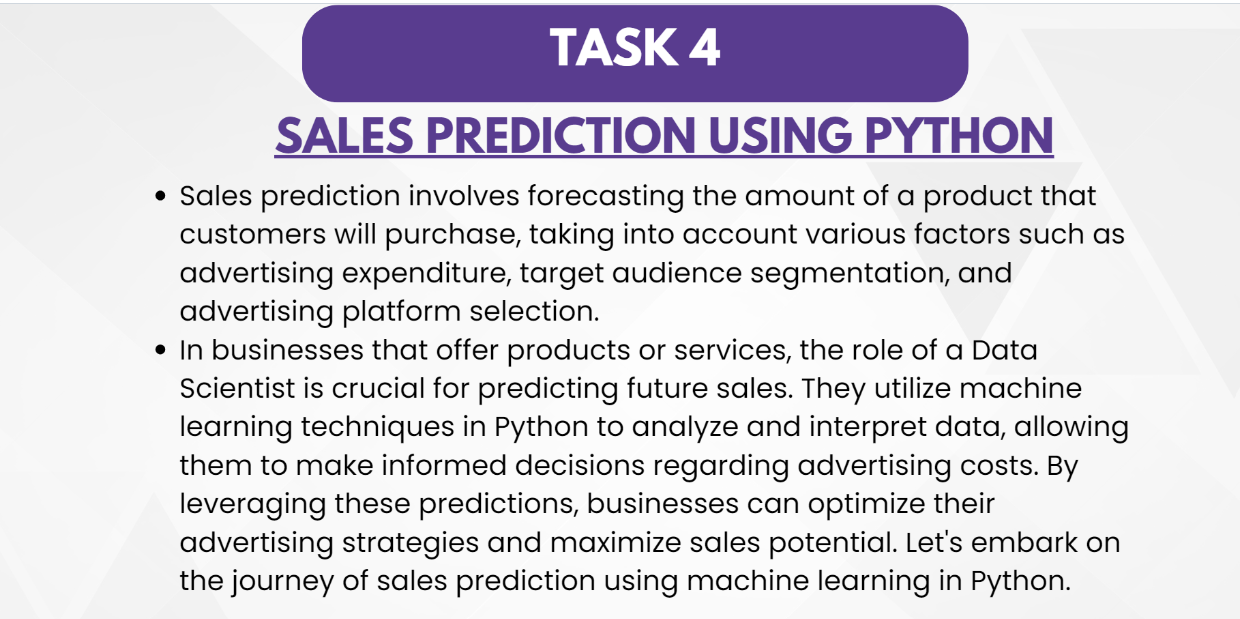 TASK 4
SALES PREDICTION USING PYTHON
• Sales prediction involves forecasting the amount of a product that
customers will purchase, taking into account various factors such as
advertising expenditure, target audience segmentation, and
advertising platform selection.
• In businesses that offer products or services, the role of a Data
Scientist is crucial for predicting future sales. They utilize machine
learning techniques in Python to analyze and interpret data, allowing
them to make informed decisions regarding advertising costs. By
leveraging these predictions, businesses can optimize their
advertising strategies and maximize sales potential. Let's embark on
the journey of sales prediction using machine learning in Python.